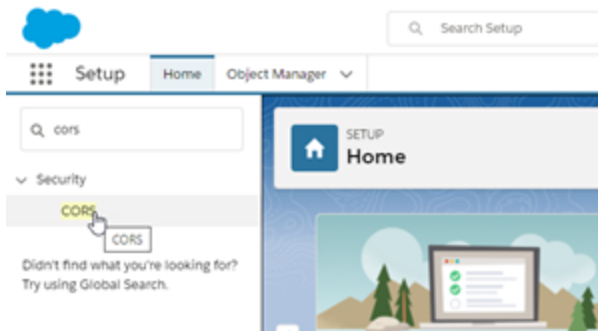 Search Setup
Setup
Home
Object Manager
cors
Security
CORS
CORS
Didn't find what you're looking for?
Try using Global Search.
SETUP
Home